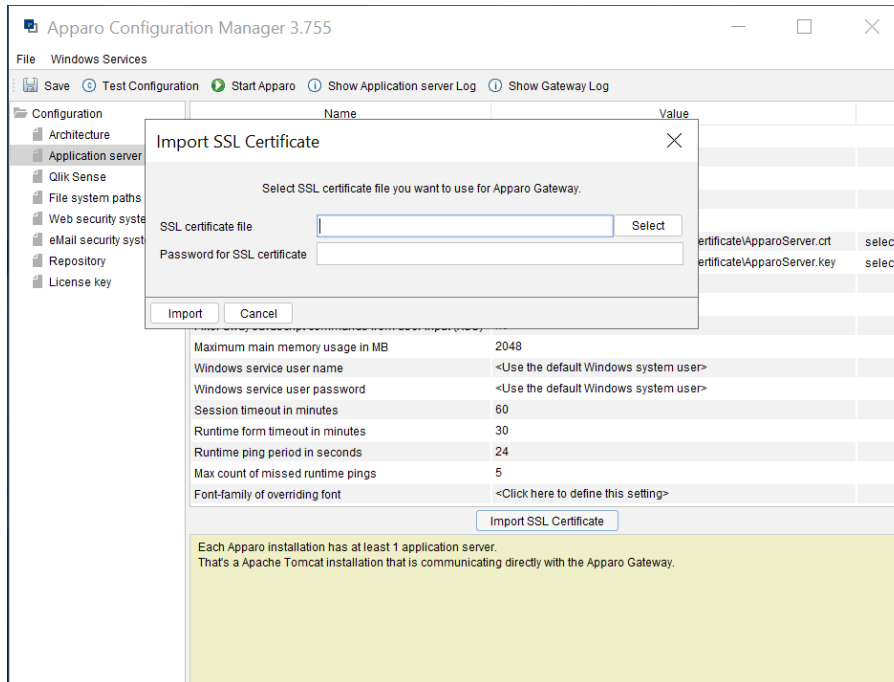 Apparo Configuration Manager 3.755
File Windows Services
Save Test Configuration Start Apparo Show Application server Log Show Gateway Log
Configuration
Architecture
Application server
Qlik Sense
File system paths
Web security syste
eMail security syst
Repository
License key
Name Value
Import SSL Certificate
Select SSL certificate file you want to use for Apparo Gateway.
SSL certificate file Select
Password for SSL certificate
Import Cancel
ertificate\ApparoServer.crt selec
ertificate\ApparoServer.key selec
Maximum main memory usage in MB 2048
Windows service user name <Use the default Windows system user>
Windows service user password <Use the default Windows system user>
Session timeout in minutes 60
Runtime form timeout in minutes 30
Runtime ping period in seconds 24
Max count of missed runtime pings 5
Font-family of overriding font <Click here to define this setting>
Import SSL Certificate
Each Apparo installation has at least 1 application server.
That's a Apache Tomcat installation that is communicating directly with the Apparo Gateway.